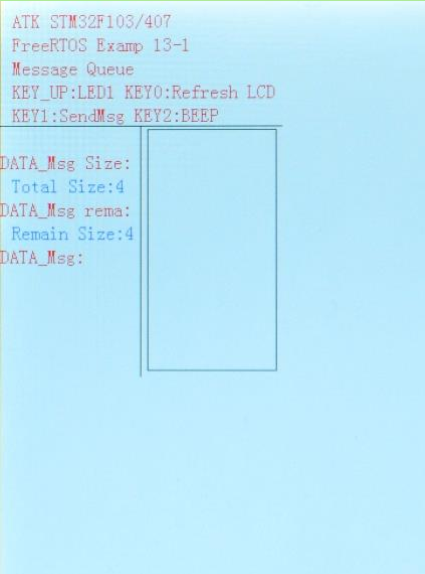 ATK STM32F103/407
FreeRTOS Examp 13-1
Message Queue
KEY_UP:LED1 KEY0:Refresh LCD
KEY1:SendMsg KEY2:BEEP
DATA_Msg Size:
Total Size:4
DATA_Msg rema:
Remain Size:4
DATA_Msg: